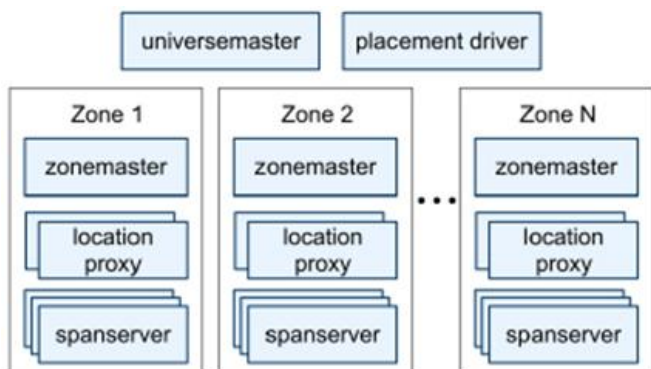 universemaster placement driver
Zone 1 Zone 2 Zone N
zonemaster zonemaster zonemaster
...
location location location
proxy proxy proxy
spanserver spanserver spanserver